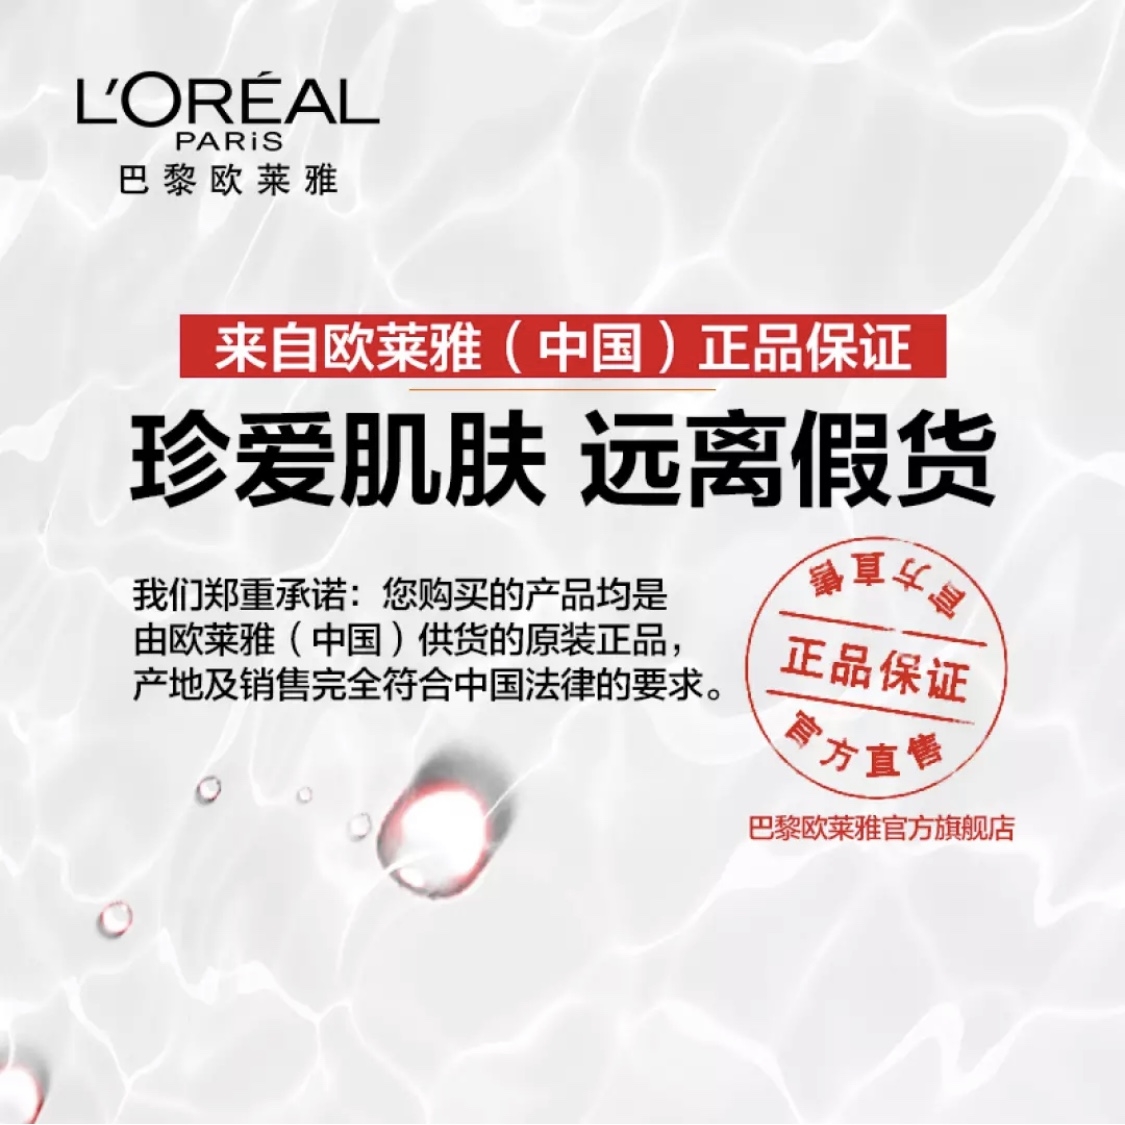 L'ORÉAL
PARiS
巴黎欧莱雅
来自欧莱雅（中国）正品保证
珍爱肌肤 远离假货
我们郑重承诺：您购买的产品均是
由欧莱雅（中国）供货的原装正品，
产地及销售完全符合中国法律的要求。
官方直售
正品保证
官方直售
巴黎欧莱雅官方旗舰店